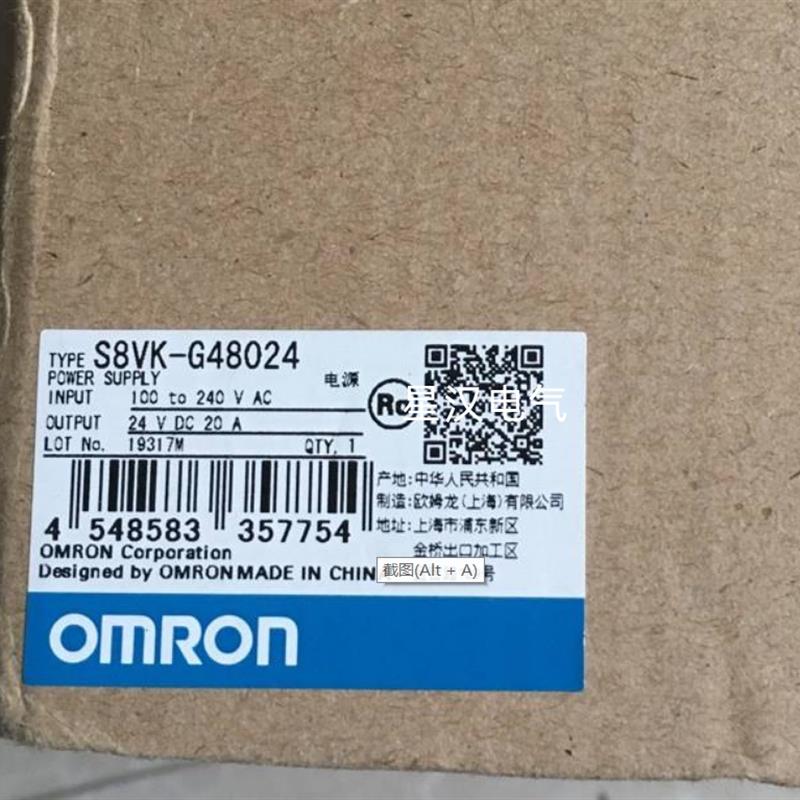 TYPE S8VK-G48024
POWER SUPPLY 电源
INPUT 100 to 240 V AC
OUTPUT 24 V DC 20 A
LOT No. 19317M QTY. 1
Rc
星汉电气
4 548583 357754
产地: 中华人民共和国
制造: 欧姆龙(上海)有限公司
地址: 上海市浦东新区
金桥出口加工区
号
OMRON Corporation
Designed by OMRON MADE IN CHIN
截图(Alt + A)
OMRON